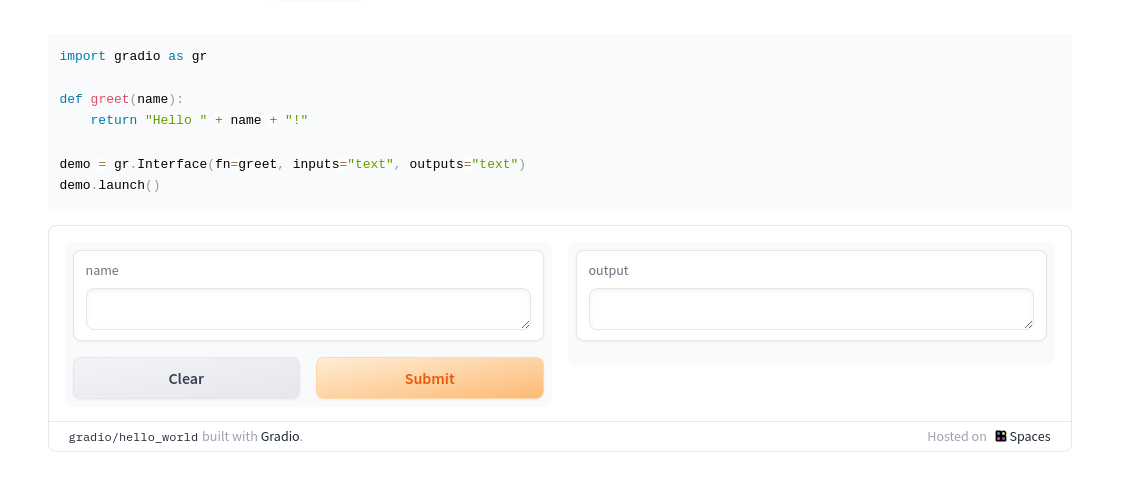 import gradio as gr
def greet(name):
    return "Hello " + name + "!"
demo = gr.Interface(fn=greet, inputs="text", outputs="text")
demo.launch()
name
output
Clear
Submit
gradio/hello_world built with Gradio.
Hosted on Spaces